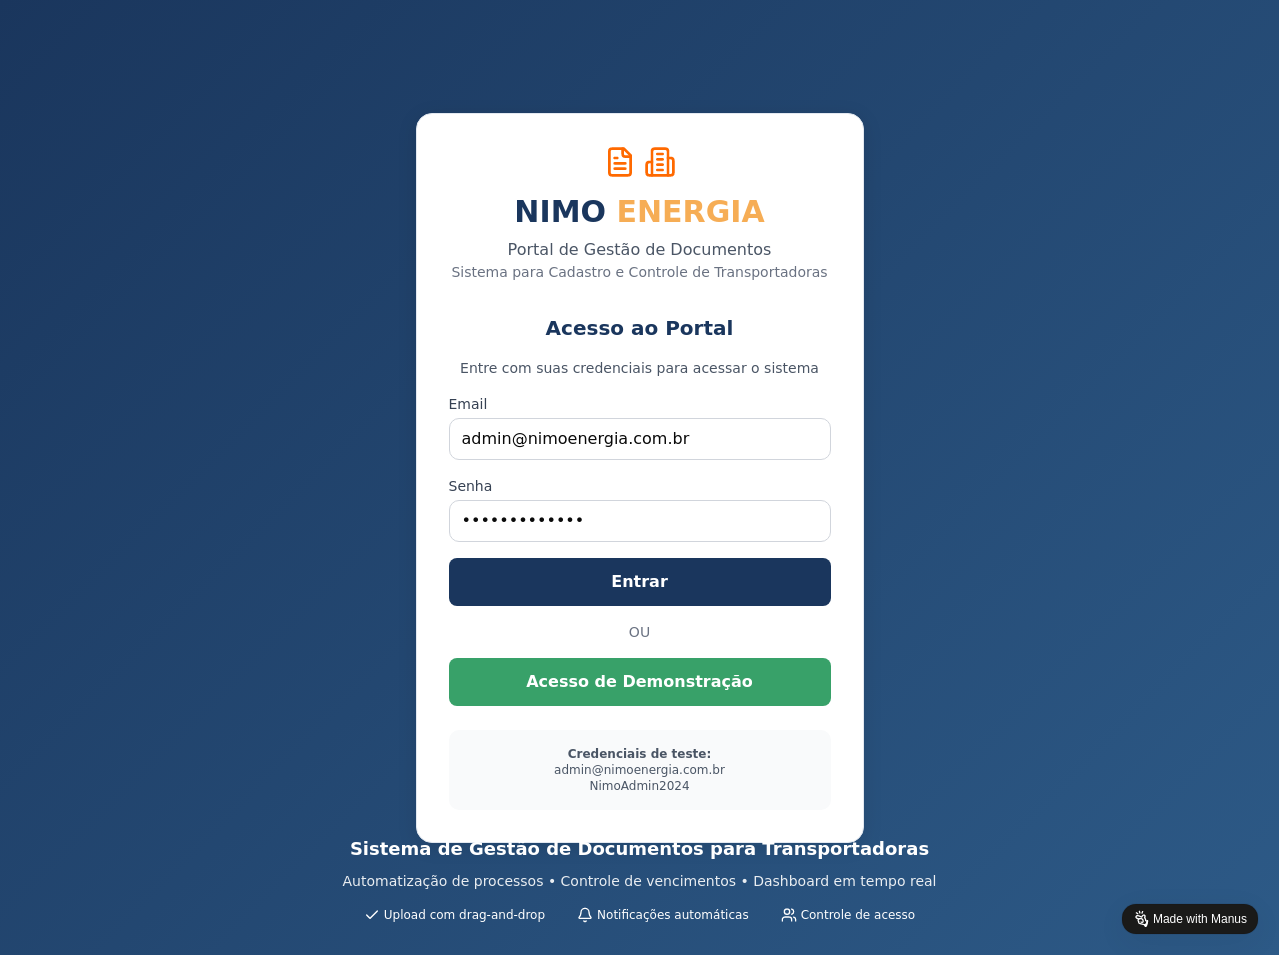 NIMO ENERGIA
Portal de Gestão de Documentos
Sistema para Cadastro e Controle de Transportadoras
Acesso ao Portal
Entre com suas credenciais para acessar o sistema
Email
admin@nimoenergia.com.br
Senha
•••••••••••••
Entrar
OU
Acesso de Demonstração
Credenciais de teste:
admin@nimoenergia.com.br
NimoAdmin2024
Sistema de Gestão de Documentos para Transportadoras
Automatização de processos • Controle de vencimentos • Dashboard em tempo real
Upload com drag-and-drop Notificações automáticas Controle de acesso
Made with Manus